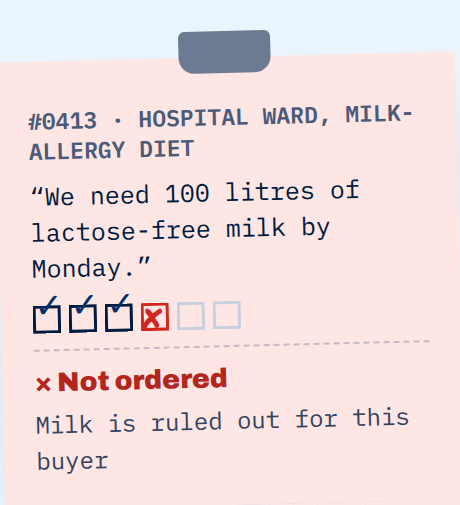 #0413 · HOSPITAL WARD, MILK-
ALLERGY DIET
“We need 100 litres of
lactose-free milk by
Monday.”
✓ ✓ ✓ ✗
× Not ordered
Milk is ruled out for this
buyer